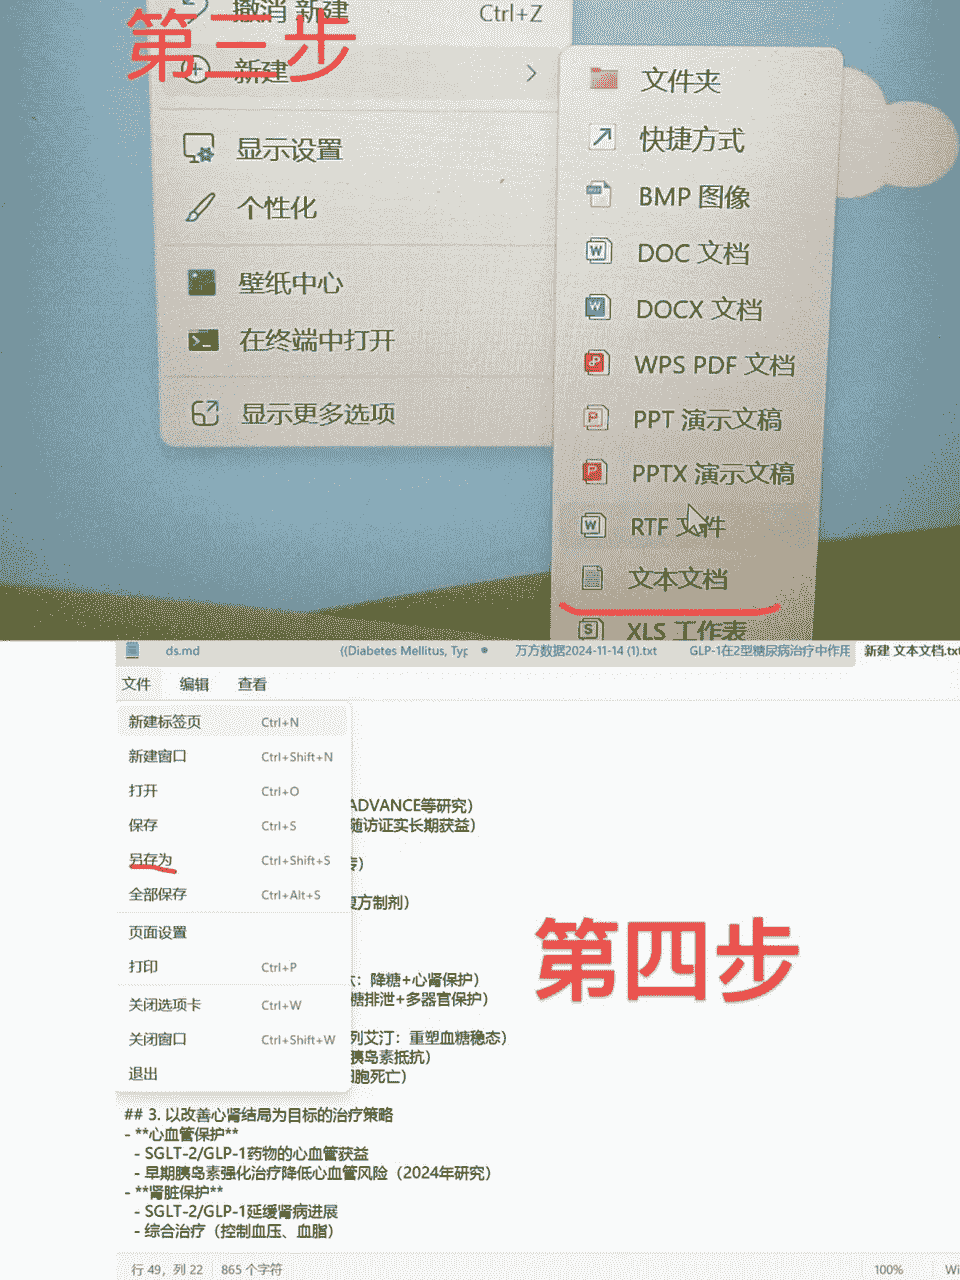 撤消 新建 Ctrl+Z
第三步
新建
显示设置
个性化
壁纸中心
在终端中打开
显示更多选项
文件夹
快捷方式
BMP 图像
DOC 文档
DOCX 文档
WPS PDF 文档
PPT 演示文稿
PPTX 演示文稿
RTF 文件
文本文档
XLS 工作表
ds.md
((Diabetes Mellitus, Typ
万方数据2024-11-14 (1).txt
GLP-1在2型糖尿病治疗中作用
新建 文本文档.txt
文件 编辑 查看
新建标签页 Ctrl+N
新建窗口 Ctrl+Shift+N
打开 Ctrl+O
保存 Ctrl+S
另存为 Ctrl+Shift+S
全部保存 Ctrl+Alt+S
页面设置
打印 Ctrl+P
关闭选项卡 Ctrl+W
关闭窗口 Ctrl+Shift+W
退出
ADVANCE等研究）
随访证实长期获益）
复方制剂）
：降糖+心肾保护）
糖排泄+多器官保护）
列艾汀：重塑血糖稳态）
胰岛素抵抗）
胞死亡）
第四步
## 3. 以改善心肾结局为目标的治疗策略
- **心血管保护**
- SGLT-2/GLP-1药物的心血管获益
- 早期胰岛素强化治疗降低心血管风险（2024年研究）
- **肾脏保护**
- SGLT-2/GLP-1延缓肾病进展
- 综合治疗（控制血压、血脂）
行 49，列 22 865 个字符 100% Wi